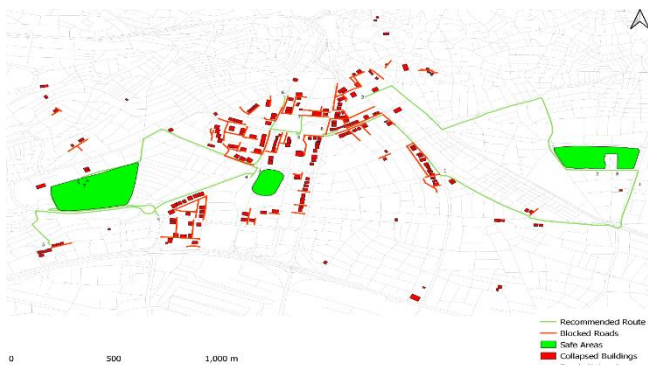 Recommended Route
Blocked Roads
Safe Areas
Collapsed Buildings
0 500 1,000 m